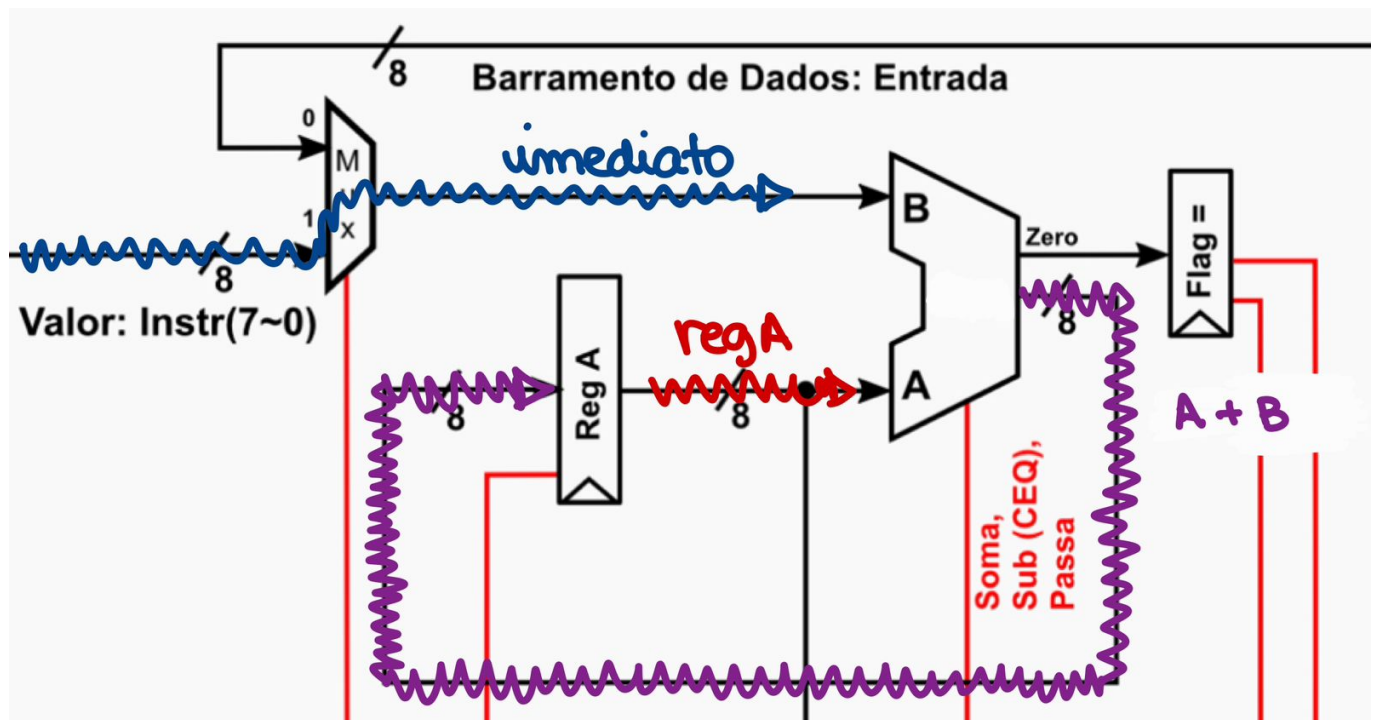 8
Barramento de Dados: Entrada
0
M
u
x
1
imediato
8
Valor: Instr(7~0)
B
Zero
Flag =
8
Reg A
regA
8
8
A
A + B
Soma,
Sub (CEQ),
Passa